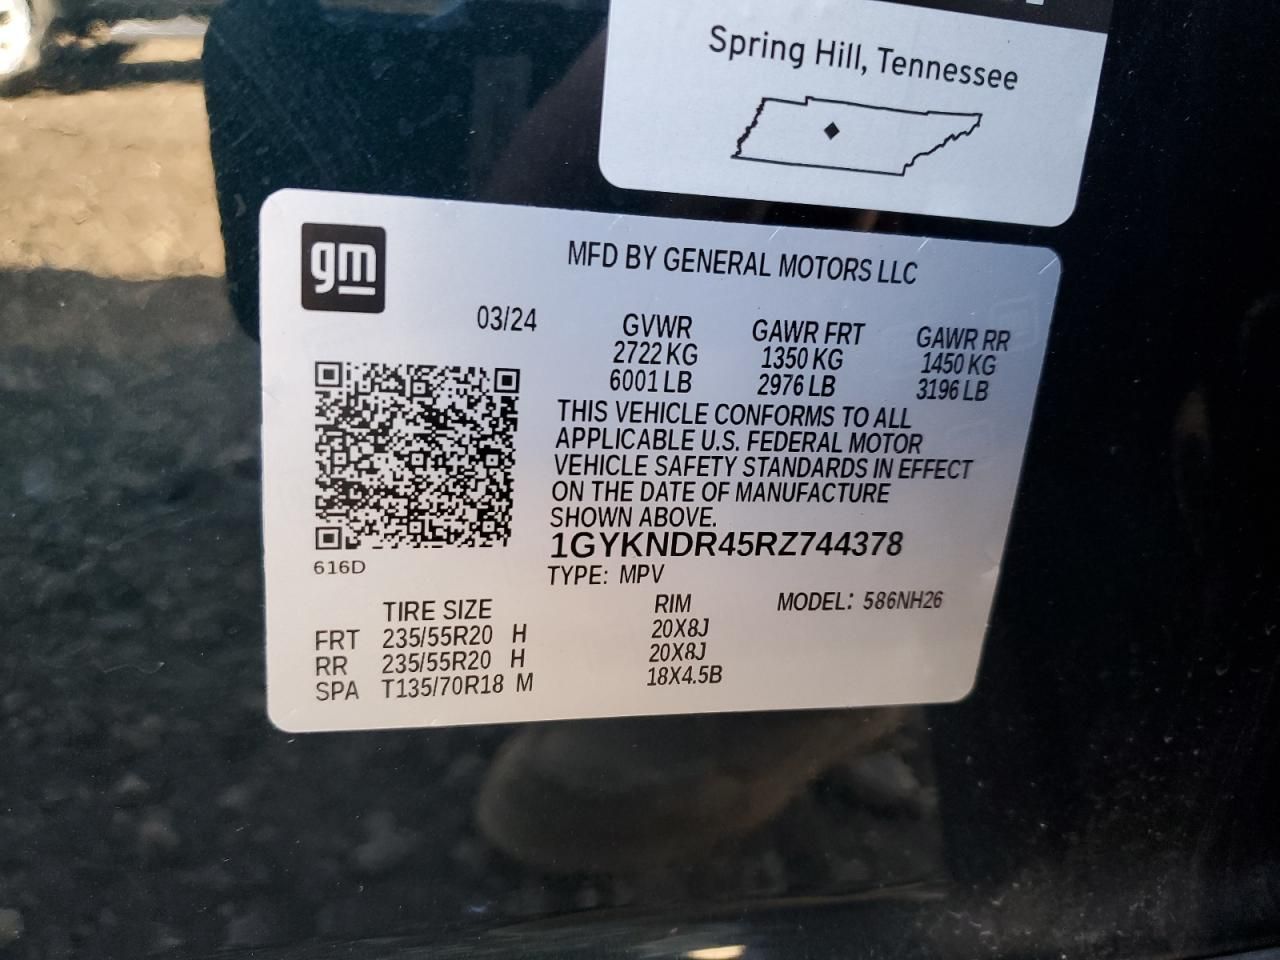 Spring Hill, Tennessee
gm
MFD BY GENERAL MOTORS LLC
03/24
GVWR GAWR FRT GAWR RR
2722 KG 1350 KG 1450 KG
6001 LB 2976 LB 3196 LB
THIS VEHICLE CONFORMS TO ALL
APPLICABLE U.S. FEDERAL MOTOR
VEHICLE SAFETY STANDARDS IN EFFECT
ON THE DATE OF MANUFACTURE
SHOWN ABOVE.
1GYKNDR45RZ744378
616D
TYPE: MPV
TIRE SIZE RIM MODEL: 586NH26
FRT 235/55R20 H 20X8J
RR 235/55R20 H 20X8J
SPA T135/70R18 M 18X4.5B